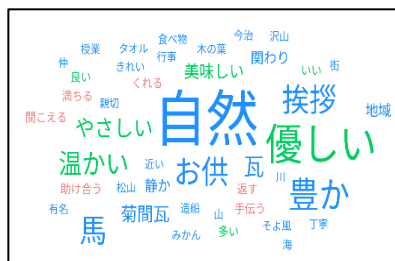 食べ物 今治 沢山
仲 授業 タオル 行事 木の葉
良い きれい 美味しい 関わり いい 街
満ちる くれる
関こえる 親切 自然 挨拶 地域
やさしい 優しい
温かい 近い お供 瓦 川
助け合う 松山 静か 返す 豊か
有名 菊間瓦 造船 手伝う
馬 みかん 山 多い そよ風 丁寧
海